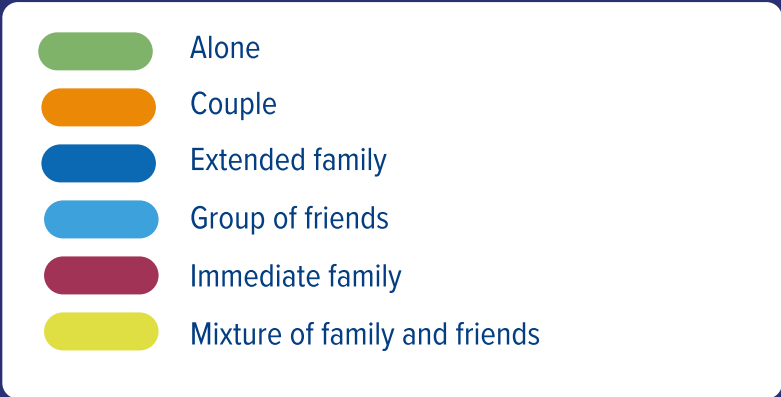 Alone
Couple
Extended family
Group of friends
Immediate family
Mixture of family and friends